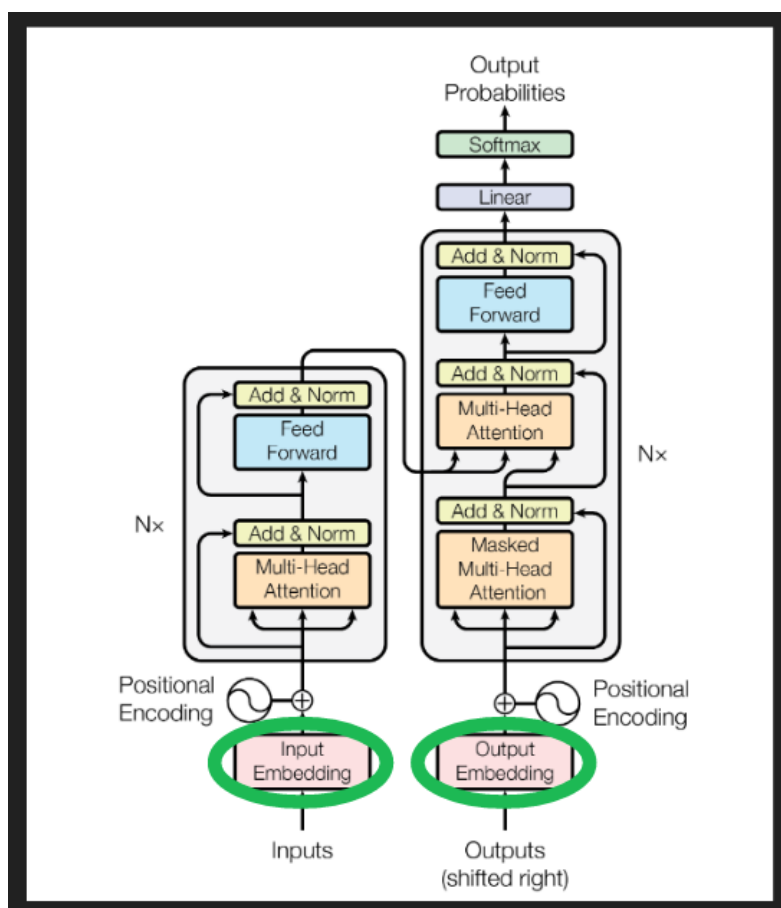 Output
Probabilities
Softmax
Linear
Add & Norm
Feed
Forward
Add & Norm
Multi-Head
Attention
Add & Norm
Masked
Multi-Head
Attention
Nx
Add & Norm
Feed
Forward
Add & Norm
Multi-Head
Attention
Nx
Positional
Encoding
Positional
Encoding
Input
Embedding
Output
Embedding
Inputs
Outputs
(shifted right)